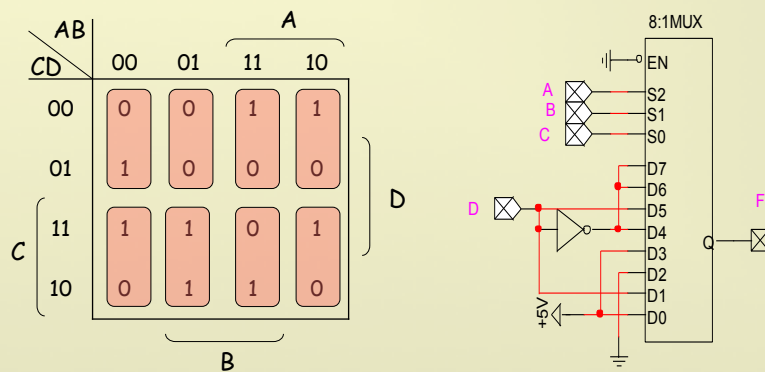 AB
A
CD
00 01 11 10
00 0 0 1 1
01 1 0 0 0
11 1 1 0 1
10 0 1 1 0
C
D
B
8:1MUX
EN
A S2
B S1
C S0
D7
D6
D D5
D4
D3
D2
D1
D0
+5V
Q
F